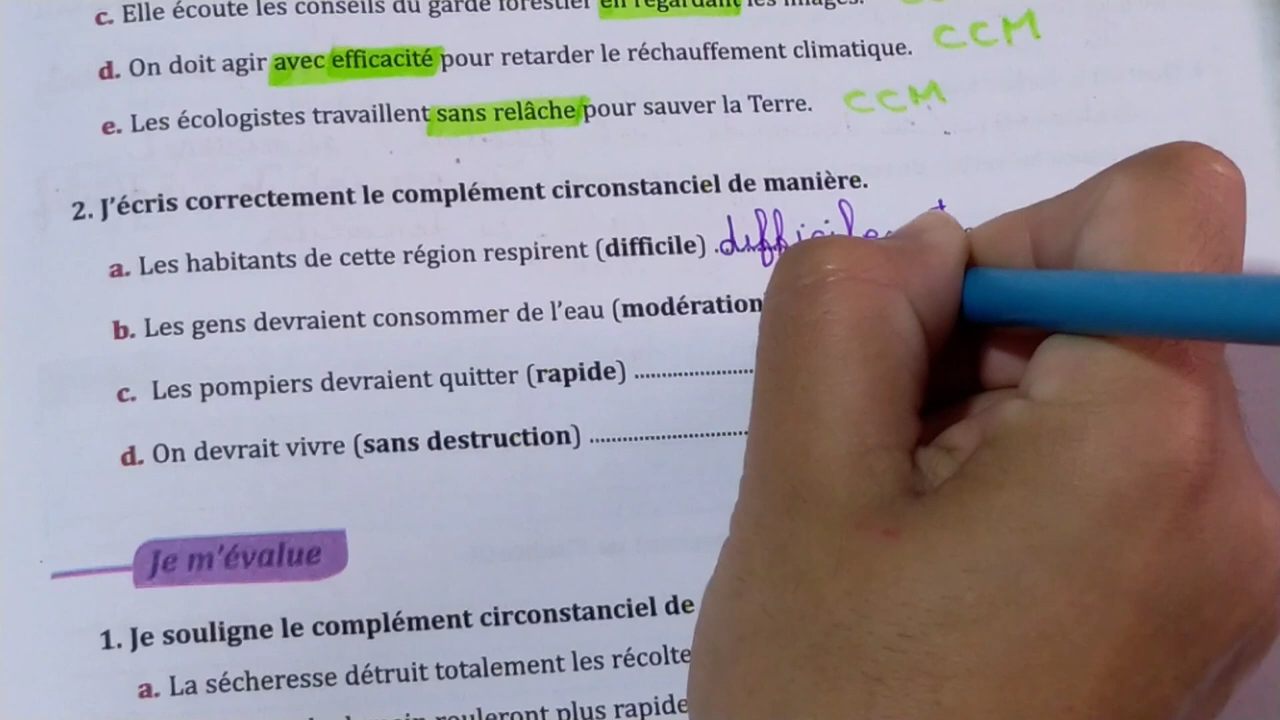 c. Elle écoute les conseils du garde forestier en regardant les images.
d. On doit agir avec efficacité pour retarder le réchauffement climatique. CCM
e. Les écologistes travaillent sans relâche pour sauver la Terre. CCM
2. J'écris correctement le complément circonstanciel de manière.
a. Les habitants de cette région respirent (difficile) .
b. Les gens devraient consommer de l'eau (modération
c. Les pompiers devraient quitter (rapide) ......................
d. On devrait vivre (sans destruction) ............................
Je m'évalue
1. Je souligne le complément circonstanciel de
a. La sécheresse détruit totalement les récolte
rouleront plus rapide